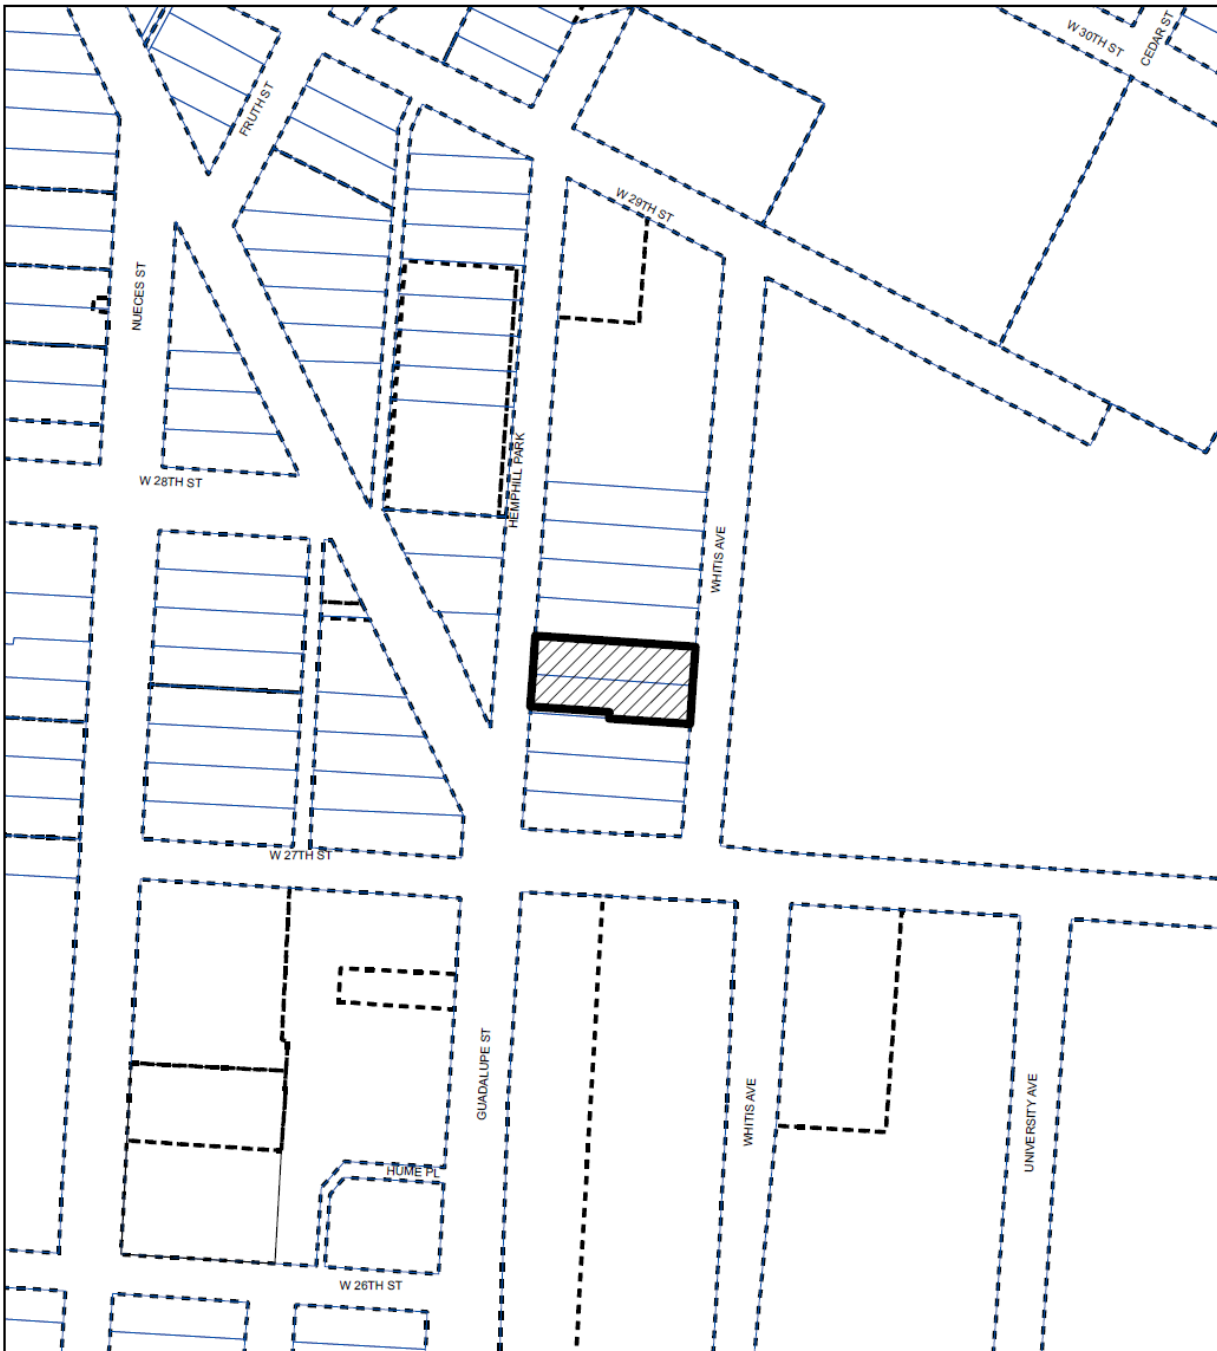 W 30TH ST
CEDAR ST
FRUTH ST
W 29TH ST
NUECES ST
W 28TH ST
HEMPHILL PARK
WHITIS AVE
W 27TH ST
GUADALUPE ST
WHITIS AVE
UNIVERSITY AVE
HUME PL
W 26TH ST